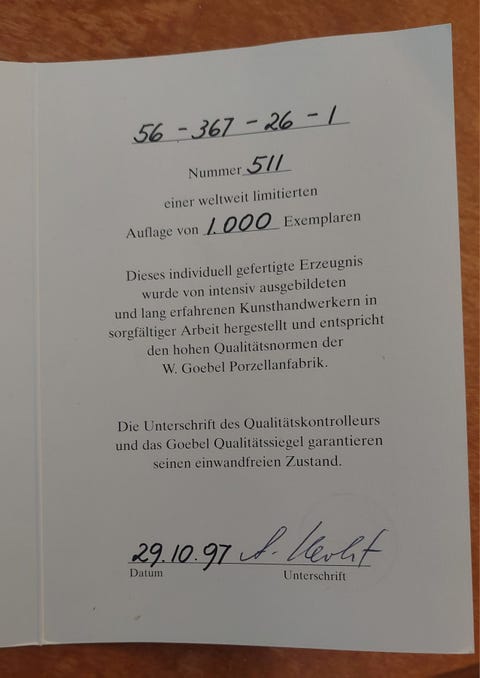 56 - 367 - 26 - 1
Nummer 511
einer weltweit limitierten
Auflage von 1.000 Exemplaren
Dieses individuell gefertigte Erzeugnis
wurde von intensiv ausgebildeten
und lang erfahrenen Kunsthandwerkern in
sorgfältiger Arbeit hergestellt und entspricht
den hohen Qualitätsnormen der
W. Goebel Porzellanfabrik.
Die Unterschrift des Qualitätskontrolleurs
und das Goebel Qualitätssiegel garantieren
seinen einwandfreien Zustand.
29.10.97
Datum Unterschrift